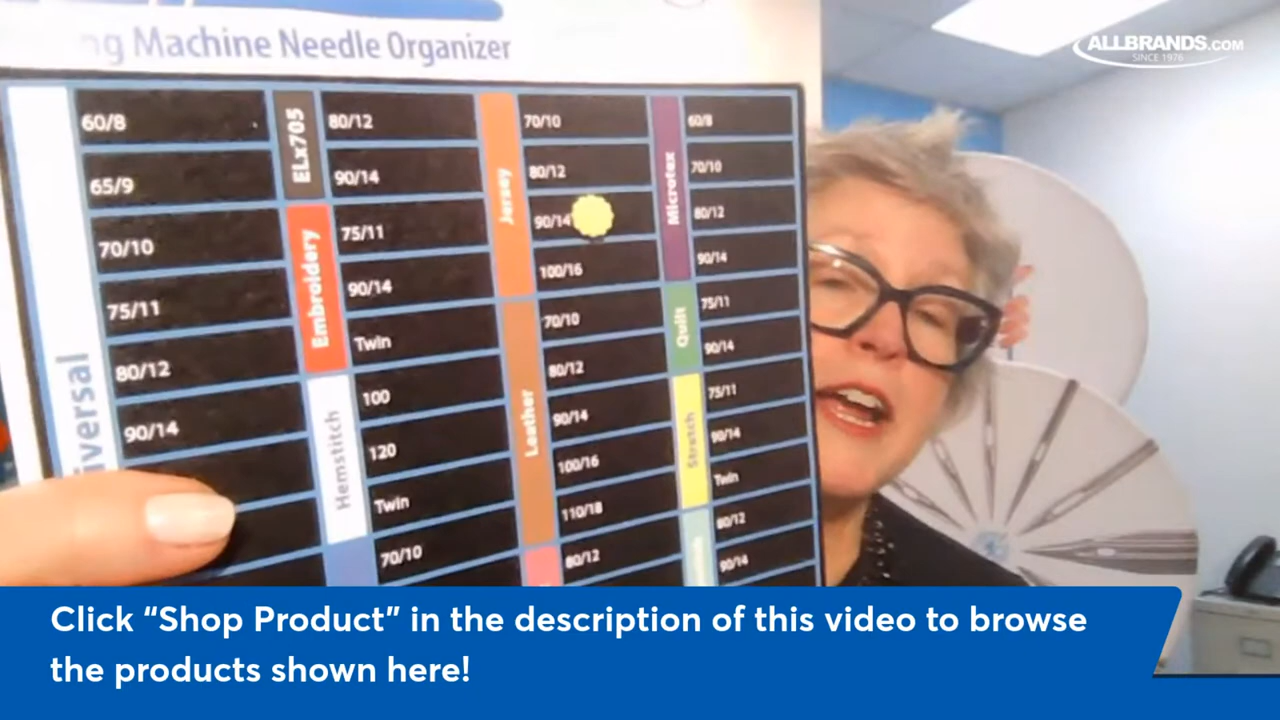 ALLBRANDS.COM
SINCE 1976
Machine Needle Organizer
60/8
65/9
70/10
75/11
80/12
90/14
ELx705
80/12
90/14
Embroidery
75/11
90/14
Twin
Hemstitch
100
120
Twin
70/10
Jersey
70/10
80/12
90/14
100/16
Leather
70/10
80/12
90/14
100/16
110/18
80/12
Microtex
60/8
70/10
80/12
90/14
Quilt
75/11
90/14
Stretch
75/11
90/14
Twin
80/12
90/14
Click “Shop Product” in the description of this video to browse
the products shown here!